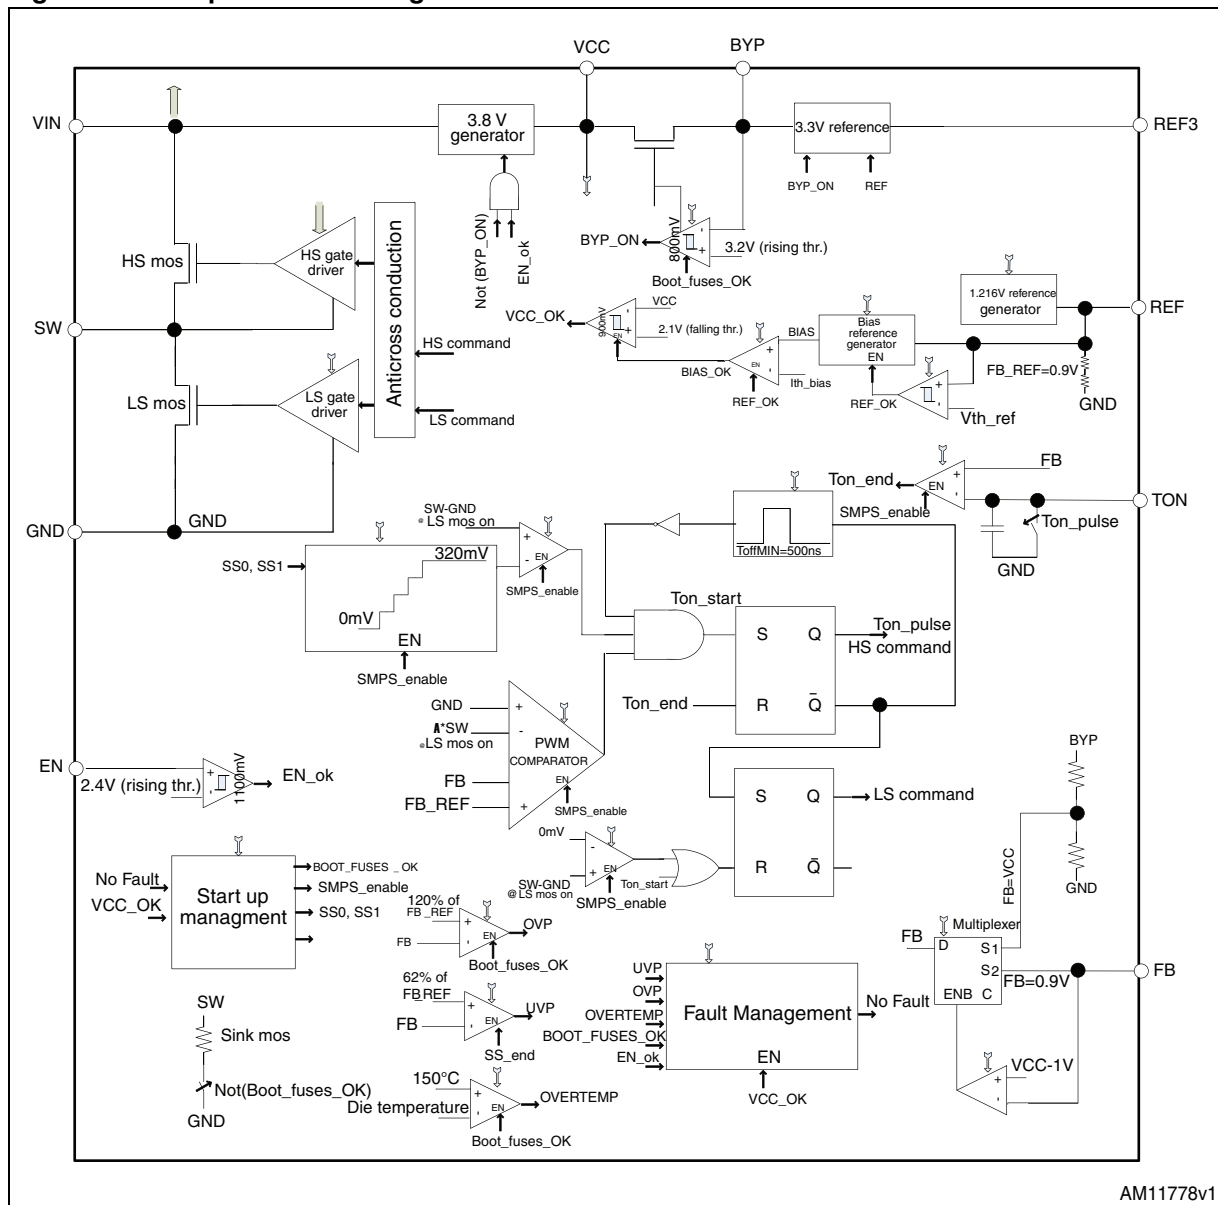 VCC
BYP
VIN
3.8 V
generator
3.3V reference
REF3
BYP_ON
REF
Not (BYP_ON)
EN_ok
800mV
BYP_ON
3.2V (rising thr.)
Boot_fuses_OK
HS mos
HS gate
driver
Anticross conduction
SW
HS command
LS mos
LS gate
driver
LS command
VCC_OK
900mV
EN
VCC
2.1V (falling thr.)
BIAS_OK
EN
BIAS
Ith_bias
REF_OK
Bias
reference
generator
EN
1.216V reference
generator
REF
FB_REF=0.9V
GND
REF_OK
Vth_ref
GND
GND
Ton_end
EN
FB
SMPS_enable
TON
Ton_pulse
GND
SW-GND
@ LS mos on
SS0, SS1
320mV
0mV
EN
SMPS_enable
EN
SMPS_enable
ToffMIN=500ns
Ton_start
S
Q
Ton_pulse
HS command
Ton_end
R
Q̄
GND
A*SW
@LS mos on
FB
FB_REF
PWM
COMPARATOR
EN
SMPS_enable
EN
2.4V (rising thr.)
1100mV
EN_ok
S
Q
LS command
R
Q̄
0mV
SW-GND
@ LS mos on
EN
Ton_start
SMPS_enable
BYP
GND
FB=VCC
No Fault
VCC_OK
Start up
managment
BOOT_FUSES _ OK
SMPS_enable
SS0, SS1
120% of
FB _REF
FB
EN
OVP
Boot_fuses_OK
62% of
FB_REF
FB
EN
UVP
SS_end
150°C
Die temperature
EN
OVERTEMP
Boot_fuses_OK
SW
Sink mos
Not(Boot_fuses_OK)
GND
UVP
OVP
OVERTEMP
BOOT_FUSES_OK
EN_ok
Fault Management
EN
VCC_OK
No Fault
Multiplexer
FB
D
S1
S2
ENB
C
FB=0.9V
FB
VCC-1V
AM11778v1